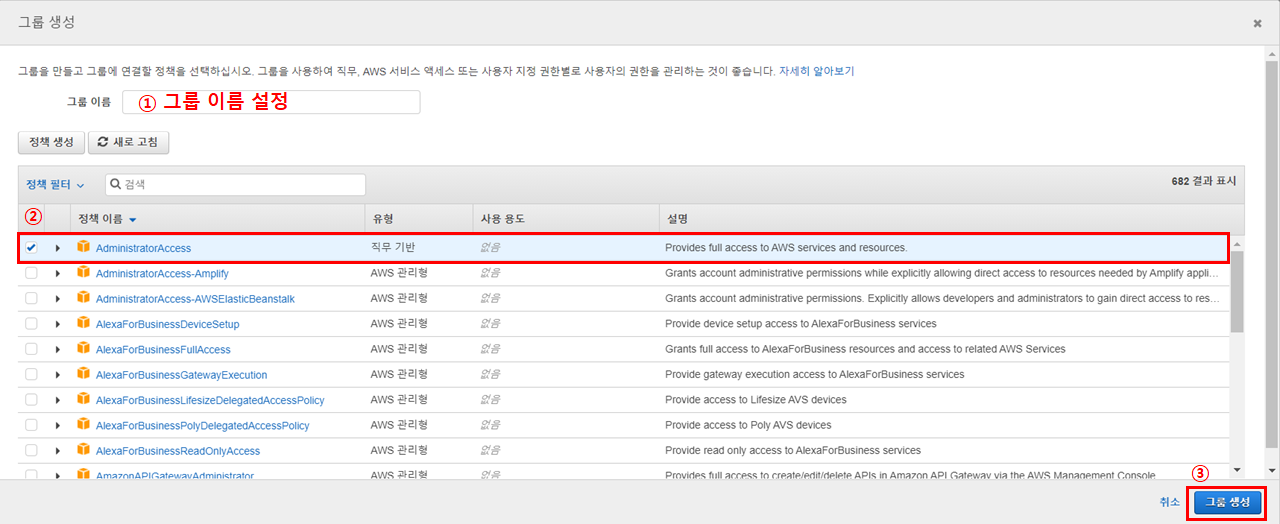 그룹 생성
×
그룹을 만들고 그룹에 연결할 정책을 선택하십시오. 그룹을 사용하여 직무, AWS 서비스 액세스 또는 사용자 지정 권한별로 사용자의 권한을 관리하는 것이 좋습니다. 자세히 알아보기
그룹 이름 ① 그룹 이름 설정
정책 생성 새로 고침
정책 필터 검색 682 결과 표시
② 정책 이름 유형 사용 용도 설명
AdministratorAccess 직무 기반 없음 Provides full access to AWS services and resources.
AdministratorAccess-Amplify AWS 관리형 없음 Grants account administrative permissions while explicitly allowing direct access to resources needed by Amplify appli...
AdministratorAccess-AWSElasticBeanstalk AWS 관리형 없음 Grants account administrative permissions. Explicitly allows developers and administrators to gain direct access to res...
AlexaForBusinessDeviceSetup AWS 관리형 없음 Provide device setup access to AlexaForBusiness services
AlexaForBusinessFullAccess AWS 관리형 없음 Grants full access to AlexaForBusiness resources and access to related AWS Services
AlexaForBusinessGatewayExecution AWS 관리형 없음 Provide gateway execution access to AlexaForBusiness services
AlexaForBusinessLifesizeDelegatedAccessPolicy AWS 관리형 없음 Provide access to Lifesize AVS devices
AlexaForBusinessPolyDelegatedAccessPolicy AWS 관리형 없음 Provide access to Poly AVS devices
AlexaForBusinessReadOnlyAccess AWS 관리형 없음 Provide read only access to AlexaForBusiness services
AmazonAPIGatewayAdministrator AWS 관리형 없음 Provides full access to create/edit/delete APIs in Amazon API Gateway via the AWS Management Console.
③
취소 그룹 생성